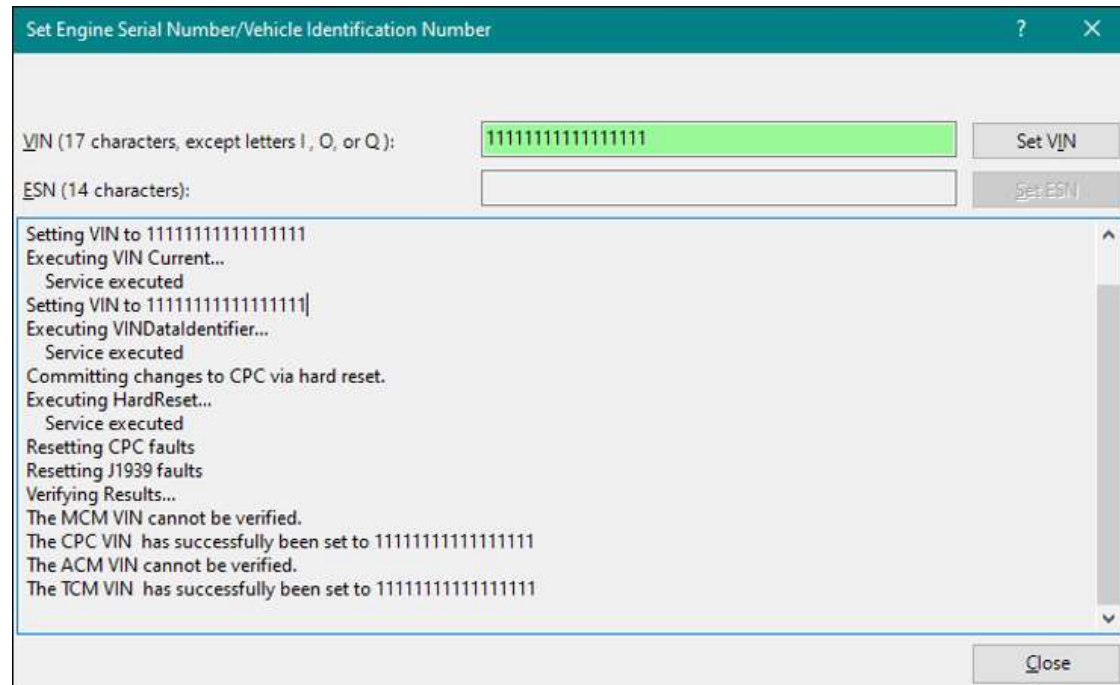 Set Engine Serial Number/Vehicle Identification Number ? ×
VIN (17 characters, except letters I , O, or Q ): 11111111111111111 Set VIN
ESN (14 characters): Set ESN
Setting VIN to 11111111111111111
Executing VIN Current...
Service executed
Setting VIN to 11111111111111111
Executing VINDataIdentifier...
Service executed
Committing changes to CPC via hard reset.
Executing HardReset...
Service executed
Resetting CPC faults
Resetting J1939 faults
Verifying Results...
The MCM VIN cannot be verified.
The CPC VIN has successfully been set to 11111111111111111
The ACM VIN cannot be verified.
The TCM VIN has successfully been set to 11111111111111111
Close